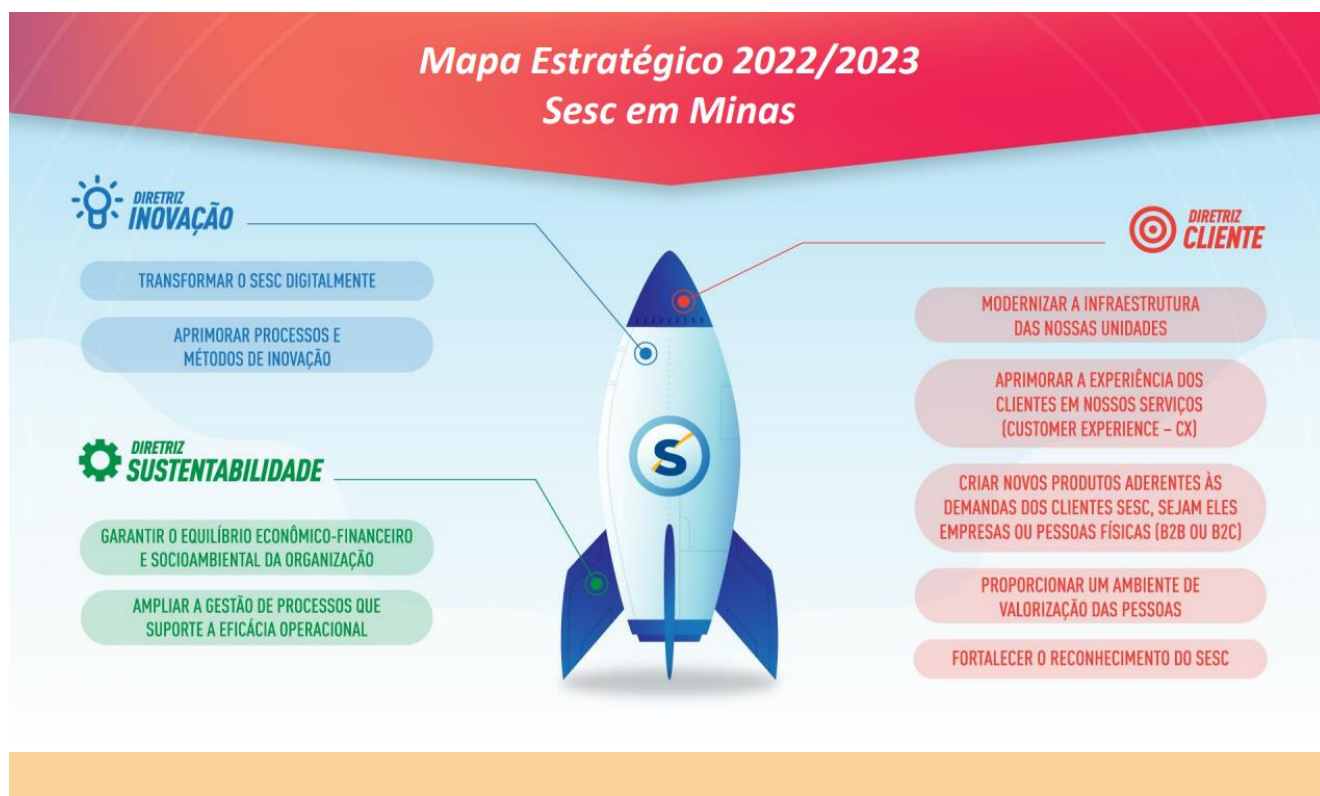 Mapa Estratégico 2022/2023
Sesc em Minas
DIRETRIZ
INOVAÇÃO
TRANSFORMAR O SESC DIGITALMENTE
APRIMORAR PROCESSOS E
MÉTODOS DE INOVAÇÃO
DIRETRIZ
SUSTENTABILIDADE
GARANTIR O EQUILÍBRIO ECONÔMICO-FINANCEIRO
E SOCIOAMBIENTAL DA ORGANIZAÇÃO
AMPLIAR A GESTÃO DE PROCESSOS QUE
SUPORTE A EFICÁCIA OPERACIONAL
S
DIRETRIZ
CLIENTE
MODERNIZAR A INFRAESTRUTURA
DAS NOSSAS UNIDADES
APRIMORAR A EXPERIÊNCIA DOS
CLIENTES EM NOSSOS SERVIÇOS
(CUSTOMER EXPERIENCE – CX)
CRIAR NOVOS PRODUTOS ADERENTES ÀS
DEMANDAS DOS CLIENTES SESC, SEJAM ELES
EMPRESAS OU PESSOAS FÍSICAS (B2B OU B2C)
PROPORCIONAR UM AMBIENTE DE
VALORIZAÇÃO DAS PESSOAS
FORTALECER O RECONHECIMENTO DO SESC